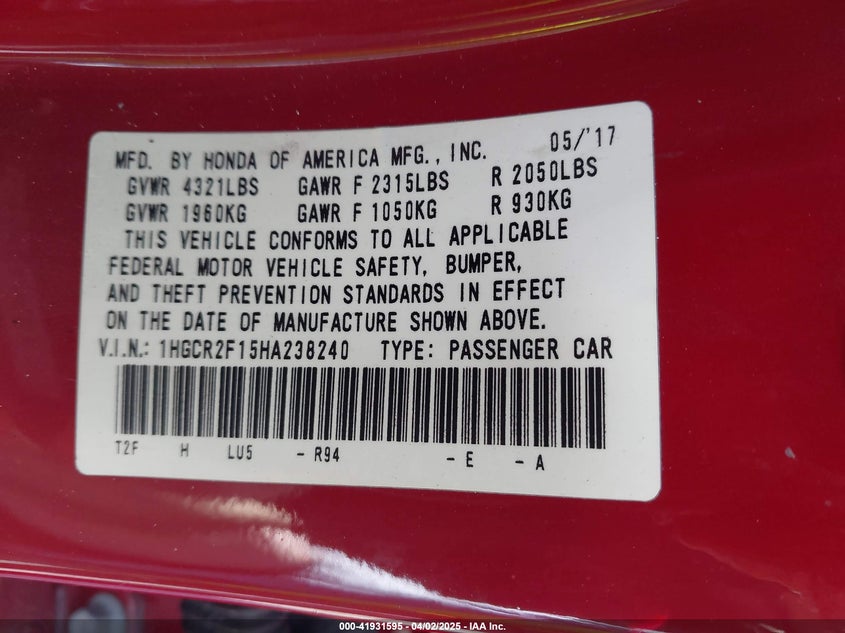 MFD. BY HONDA OF AMERICA MFG., INC. 05/'17
GVWR 4321LBS GAWR F 2315LBS R 2050LBS
GVWR 1960KG GAWR F 1050KG R 930KG
THIS VEHICLE CONFORMS TO ALL APPLICABLE
FEDERAL MOTOR VEHICLE SAFETY, BUMPER,
AND THEFT PREVENTION STANDARDS IN EFFECT
ON THE DATE OF MANUFACTURE SHOWN ABOVE.
V.I.N.: 1HGCR2F15HA238240 TYPE: PASSENGER CAR
T2F H LU5 - R94 - E - A
000-41931595 - 04/02/2025 - IAA Inc.